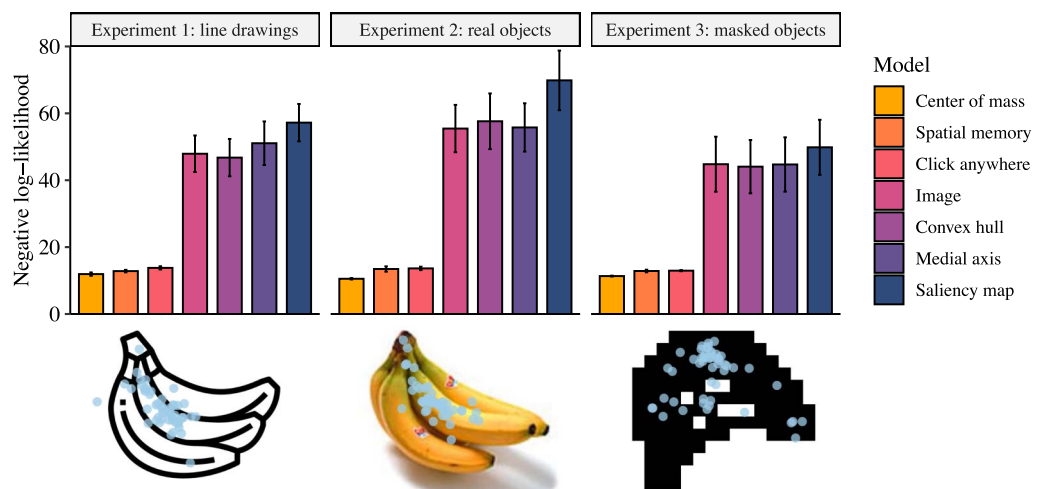 Experiment 1: line drawings
Experiment 2: real objects
Experiment 3: masked objects
Negative log−likelihood
80
60
40
20
0
Model
Center of mass
Spatial memory
Click anywhere
Image
Convex hull
Medial axis
Saliency map